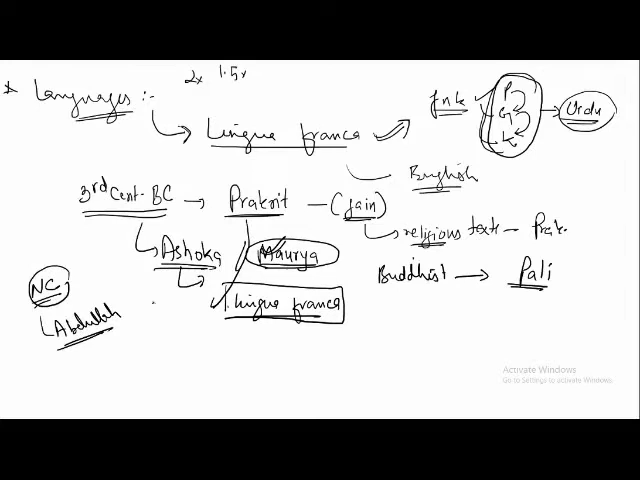 2x 1.5x
* Languages :-
Lingua franca
J&K
P
G
K
Urdu
English
3rd Cent. BC → Prakrit - (Jain)
religious text - Prak.
Ashoka
Maurya
Buddhist → Pali
Lingua franca
NC
Abdullah
Activate Windows
Go to Settings to activate Windows.